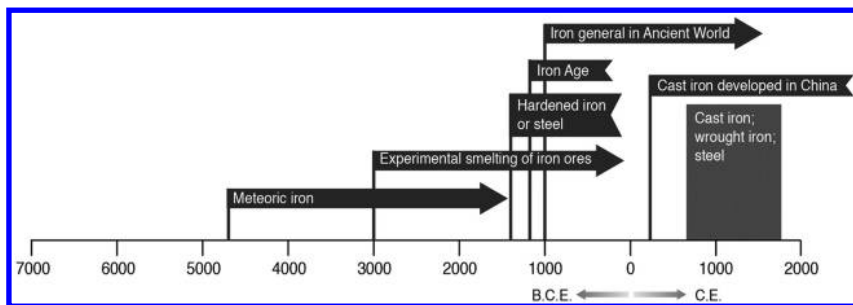 Iron general in Ancient World
Iron Age
Cast iron developed in China
Hardened iron
or steel
Cast iron;
wrought iron;
steel
Experimental smelting of iron ores
Meteoric iron
7000 6000 5000 4000 3000 2000 1000 0 1000 2000
B.C.E. C.E.